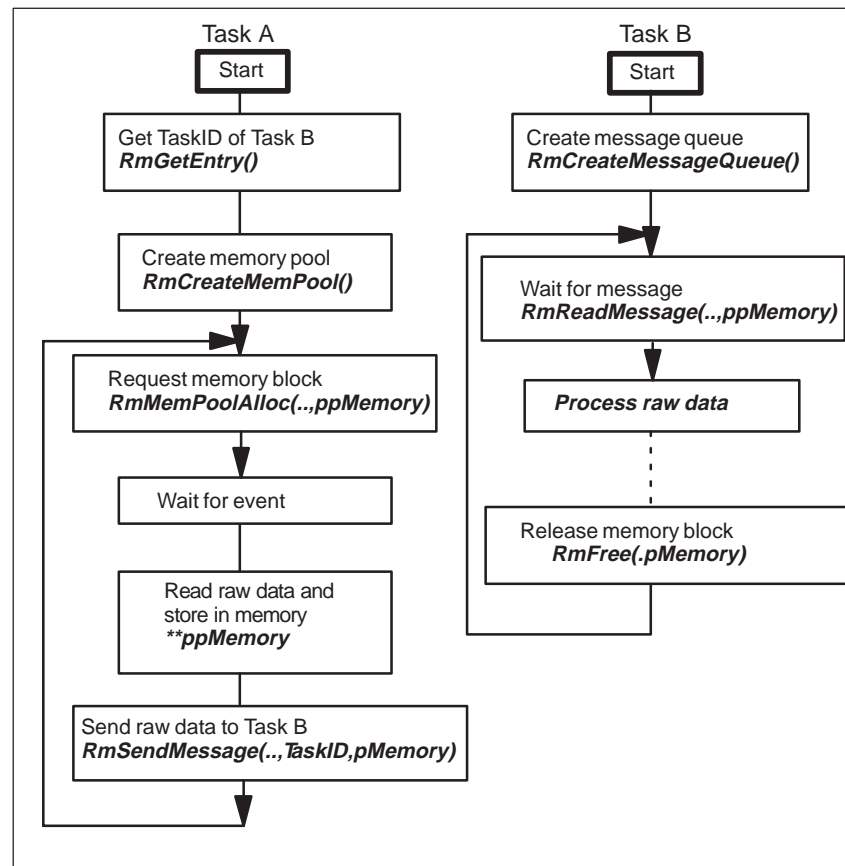 Task A
Start
Get TaskID of Task B
RmGetEntry()
Create memory pool
RmCreateMemPool()
Request memory block
RmMemPoolAlloc(..,ppMemory)
Wait for event
Read raw data and
store in memory
**ppMemory
Send raw data to Task B
RmSendMessage(..,TaskID,pMemory)
Task B
Start
Create message queue
RmCreateMessageQueue()
Wait for message
RmReadMessage(..,ppMemory)
Process raw data
Release memory block
RmFree(.pMemory)